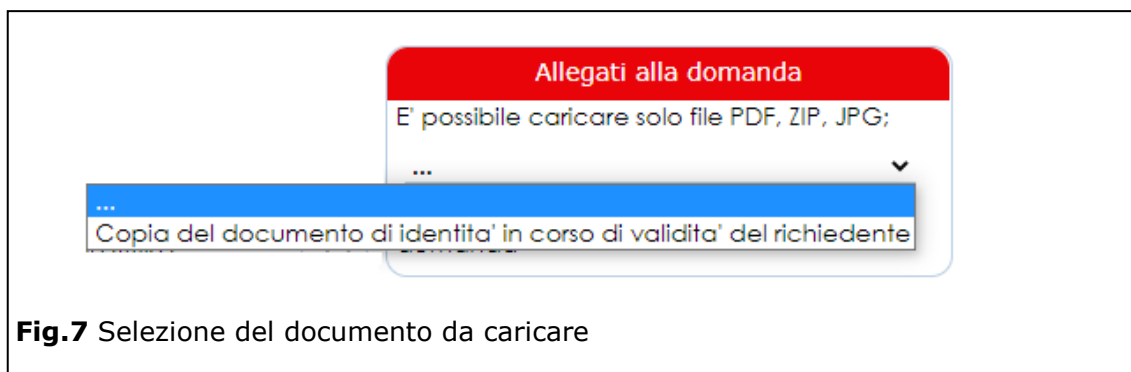 Allegati alla domanda
E' possibile caricare solo file PDF, ZIP, JPG;
...
...
Copia del documento di identita' in corso di validita' del richiedente
Fig.7 Selezione del documento da caricare